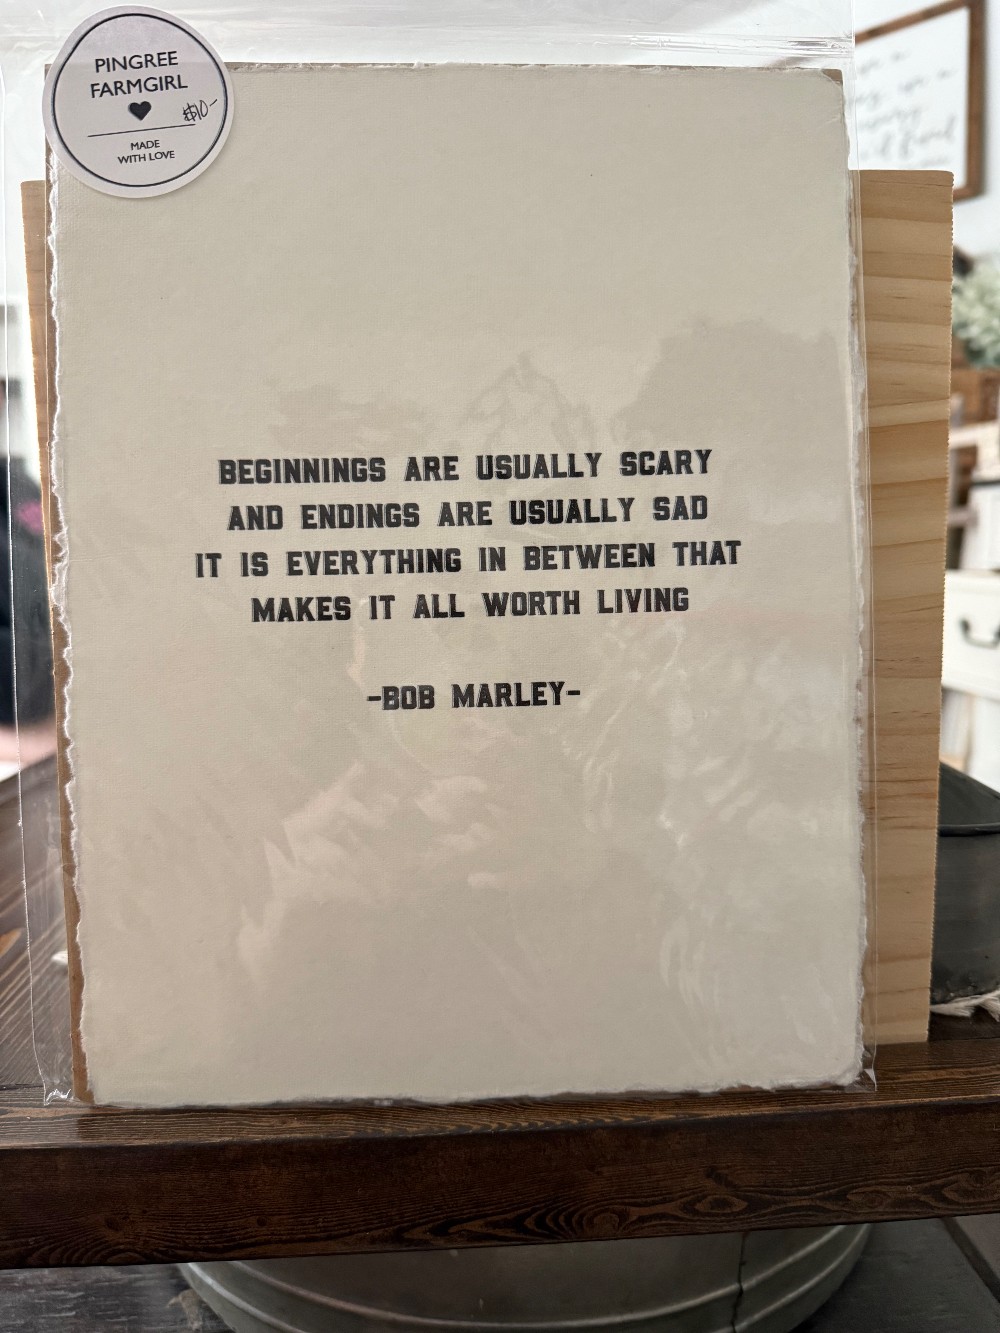 PINGREE
FARMGIRL
$10-
MADE
WITH LOVE
BEGINNINGS ARE USUALLY SCARY
AND ENDINGS ARE USUALLY SAD
IT IS EVERYTHING IN BETWEEN THAT
MAKES IT ALL WORTH LIVING
-BOB MARLEY-